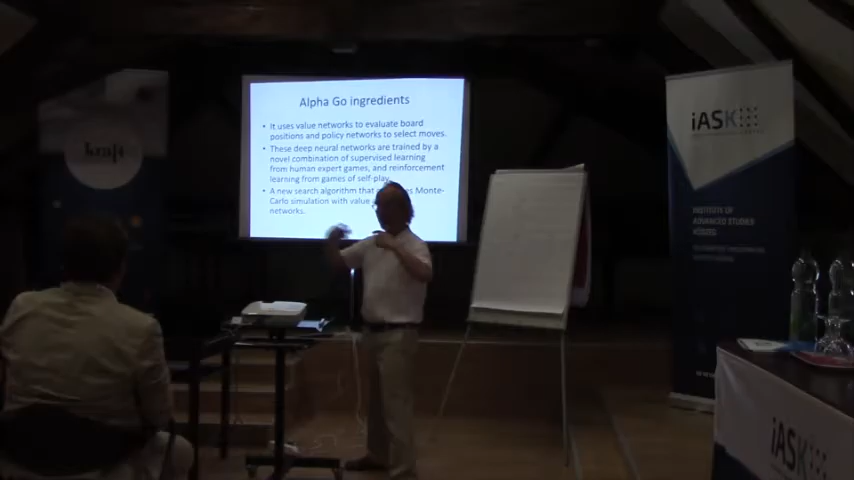 Alpha Go ingredients
• It uses value networks to evaluate board
positions and policy networks to select moves.
• These deep neural networks are trained by a
novel combination of supervised learning
from human expert games, and reinforcement
learning from games of self-play.
• A new search algorithm that Monte-
Carlo simulation with value
networks.
kraft
iASK
INSTITUTE OF
ADVANCED STUDIES
KŐSZEG
iASK